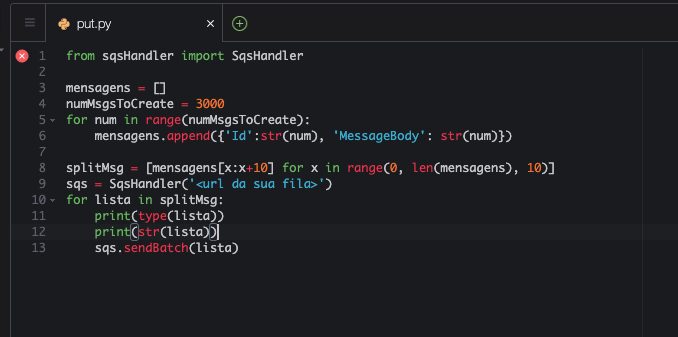 put.py
1 from sqsHandler import SqsHandler
2
3 mensagens = []
4 numMsgsToCreate = 3000
5 for num in range(numMsgsToCreate):
6     mensagens.append({'Id':str(num), 'MessageBody': str(num)})
7
8 splitMsg = [mensagens[x:x+10] for x in range(0, len(mensagens), 10)]
9 sqs = SqsHandler('<url da sua fila>')
10 for lista in splitMsg:
11     print(type(lista))
12     print(str(lista))
13     sqs.sendBatch(lista)